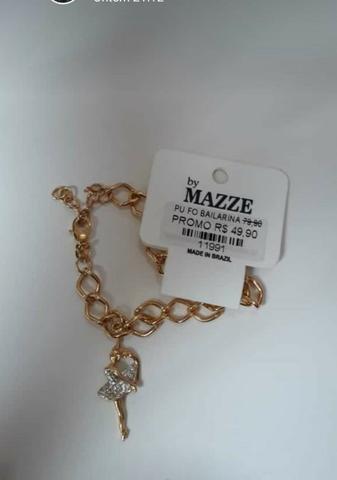 by
MAZZE
PU FO BAILARINA 79,90
PROMO R$ 49,90
11991
MADE IN BRAZIL